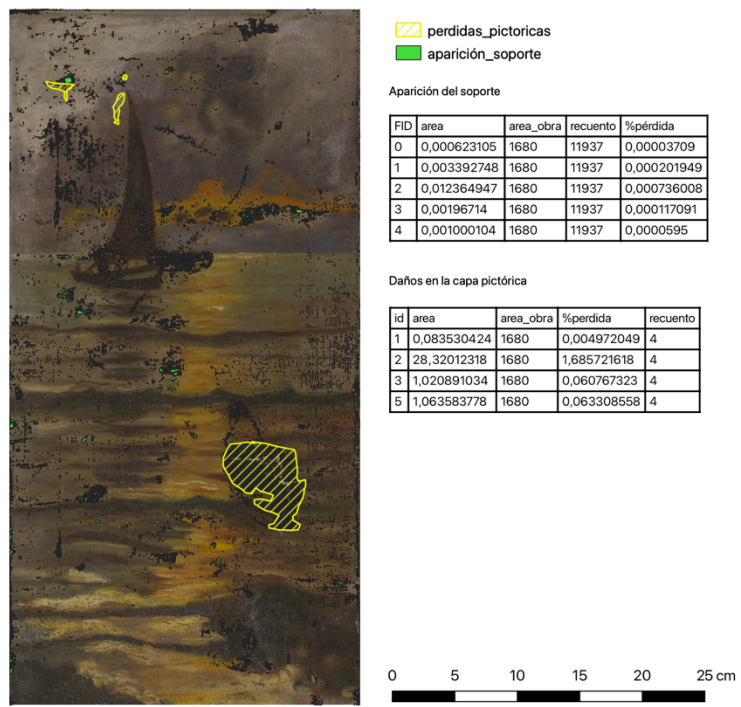 perdidas_pictoricas
aparición_soporte
Aparición del soporte
FID area area_obra recuento %pérdida
0 0,000623105 1680 11937 0,00003709
1 0,003392748 1680 11937 0,000201949
2 0,012364947 1680 11937 0,000736008
3 0,00196714 1680 11937 0,000117091
4 0,001000104 1680 11937 0,0000595
Daños en la capa pictórica
id area area_obra %perdida recuento
1 0,083530424 1680 0,004972049 4
2 28,32012318 1680 1,685721618 4
3 1,020891034 1680 0,060767323 4
5 1,063583778 1680 0,063308558 4
0 5 10 15 20 25 cm